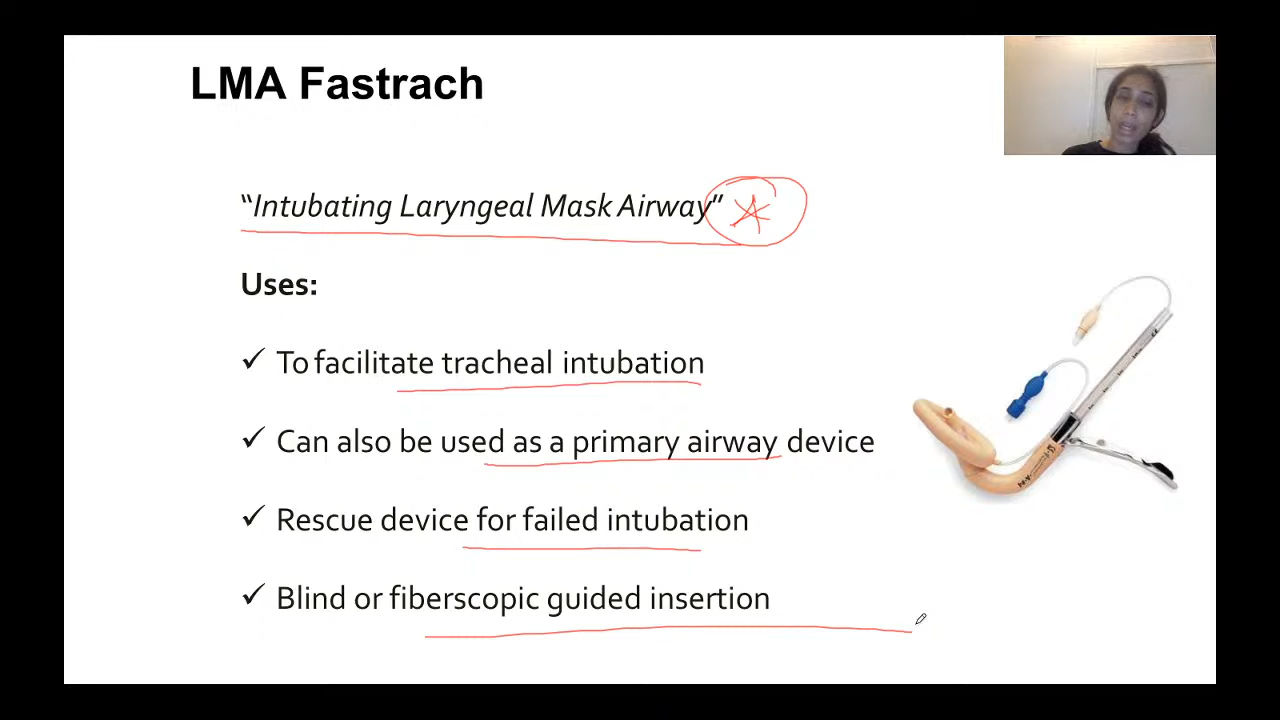 LMA Fastrach
“Intubating Laryngeal Mask Airway”
Uses:
✓ To facilitate tracheal intubation
✓ Can also be used as a primary airway device
✓ Rescue device for failed intubation
✓ Blind or fiberscopic guided insertion